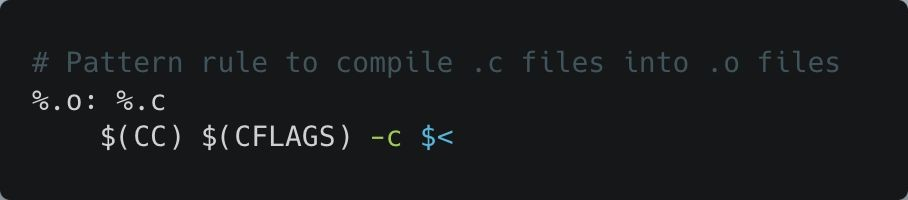 # Pattern rule to compile .c files into .o files
%.o: %.c
    $(CC) $(CFLAGS) -c $<